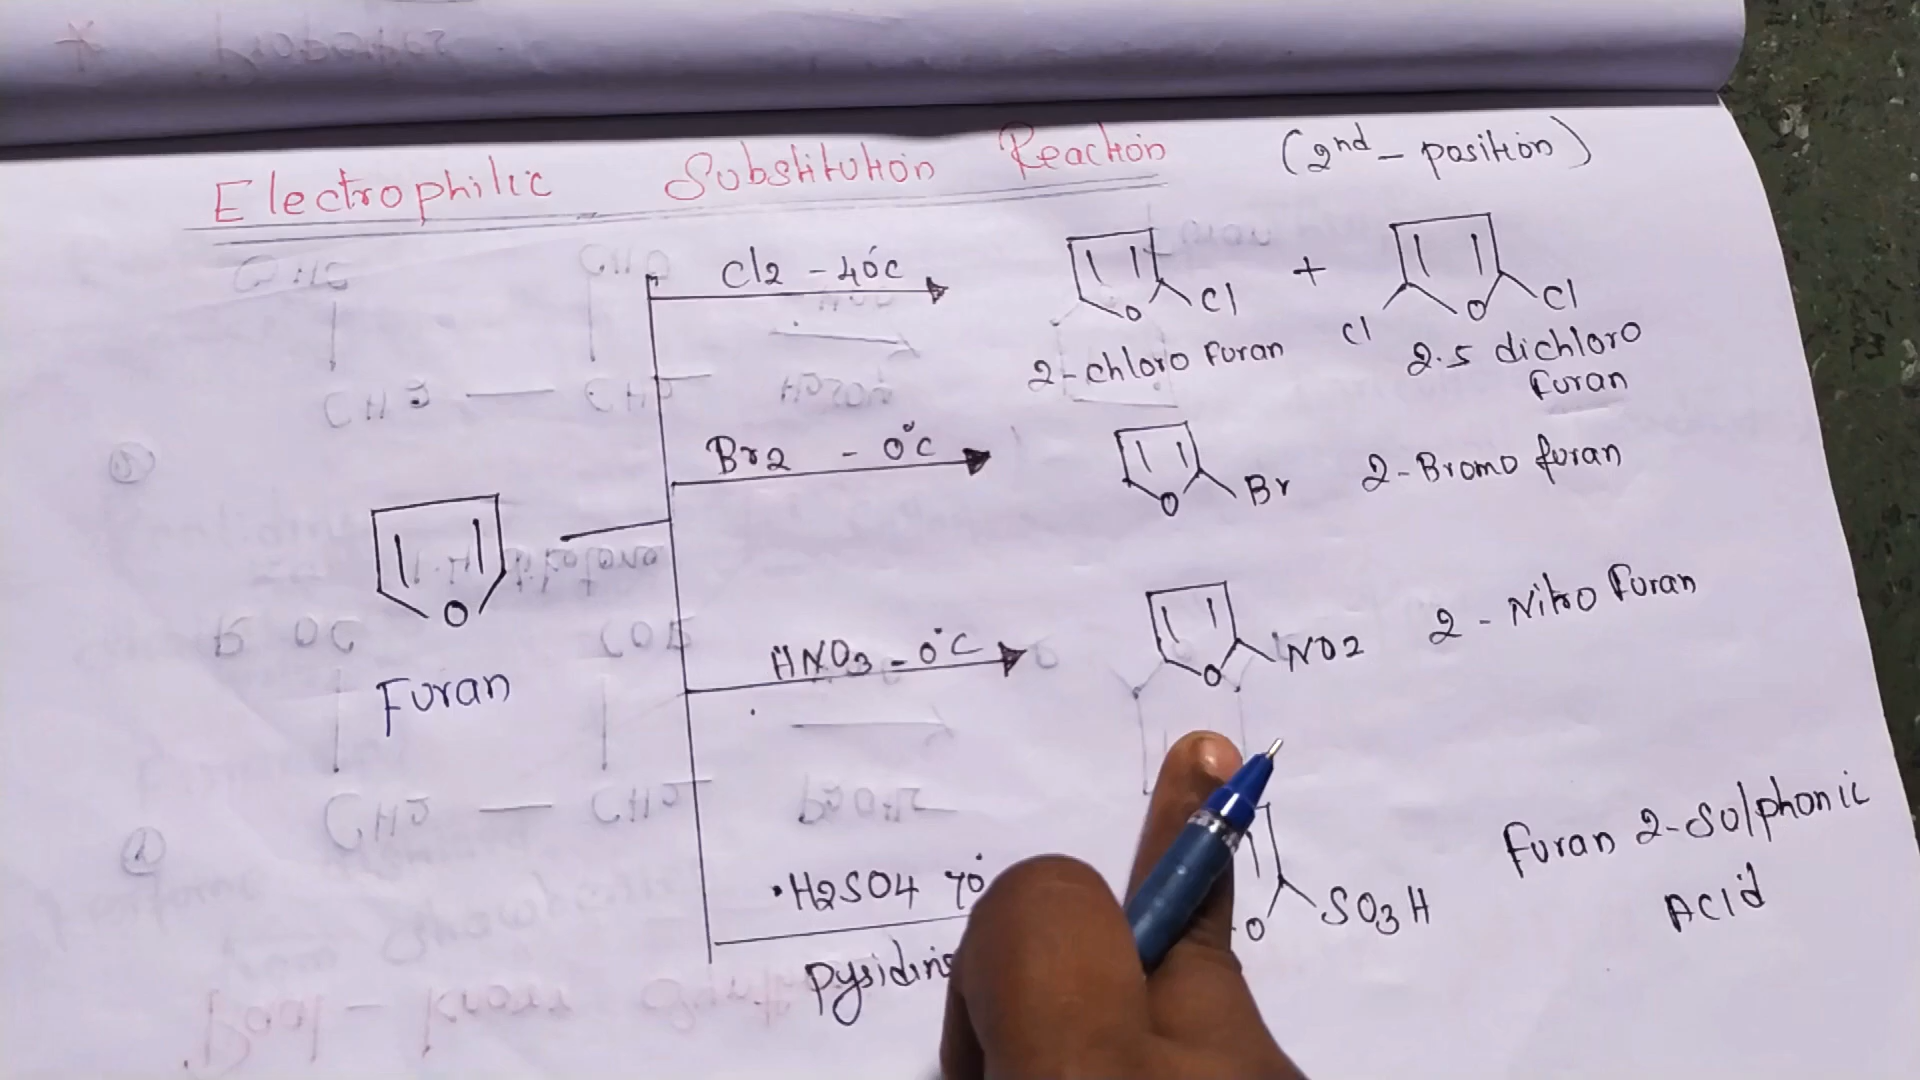 Electrophilic Substitution Reaction (2nd - position)
Cl2 - 40°C
Cl + Cl Cl
O O
2-chloro furan 2.5 dichloro
furan
Br2 - 0°C
O Br 2-Bromo furan
O
Furan
HNO3 - 0°C
O NO2 2 - Nitro furan
H2SO4 70°
O SO3H furan 2-Sulphonic
Acid